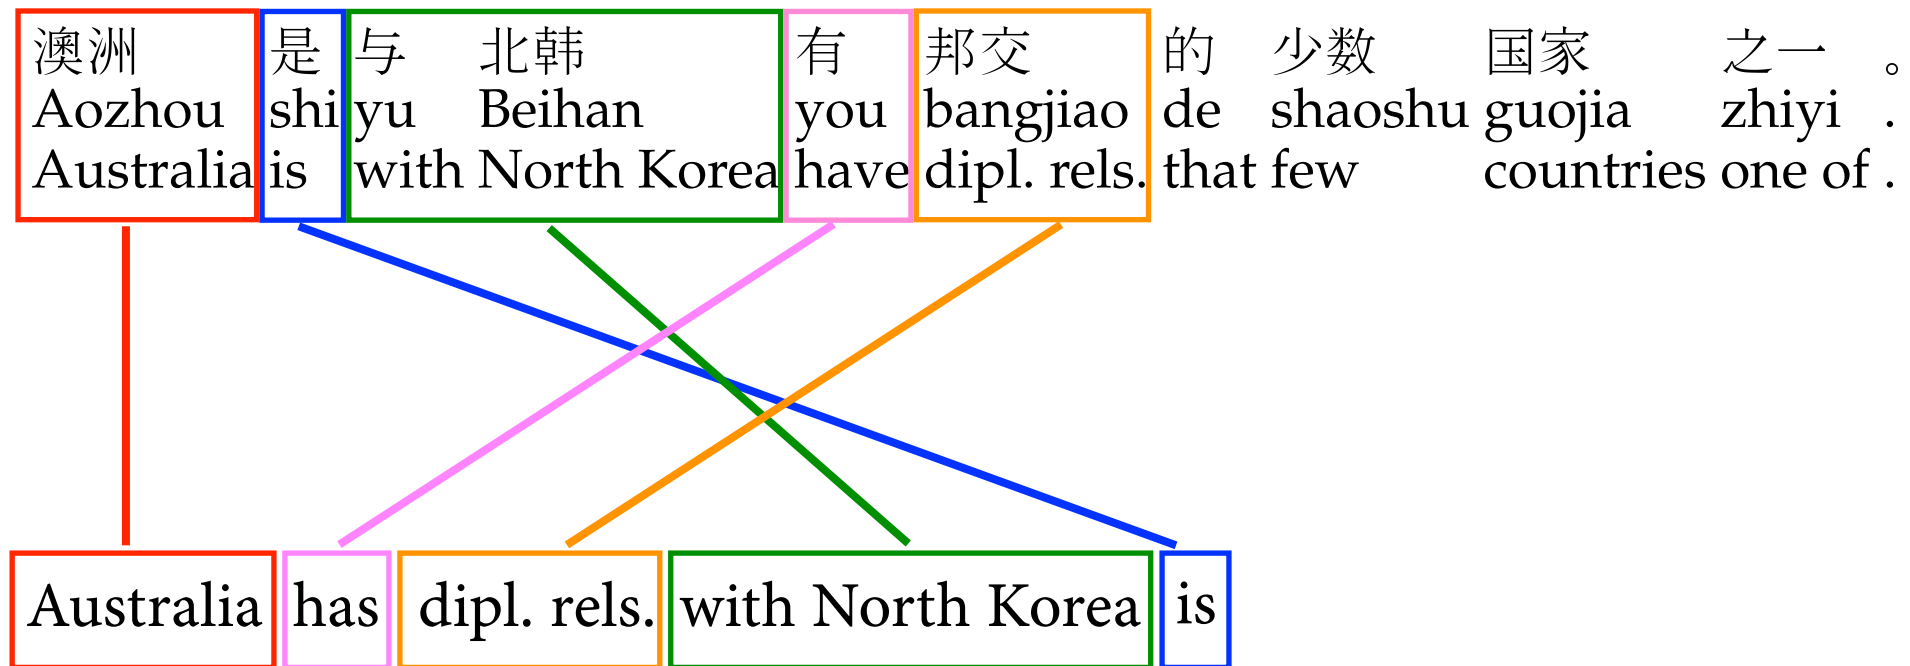 澳洲 是 与 北韩 有 邦交 的 少数 国家 之一 。
Aozhou shi yu Beihan you bangjiao de shaoshu guojia zhiyi .
Australia is with North Korea have dipl. rels. that few countries one of .
Australia has dipl. rels. with North Korea is